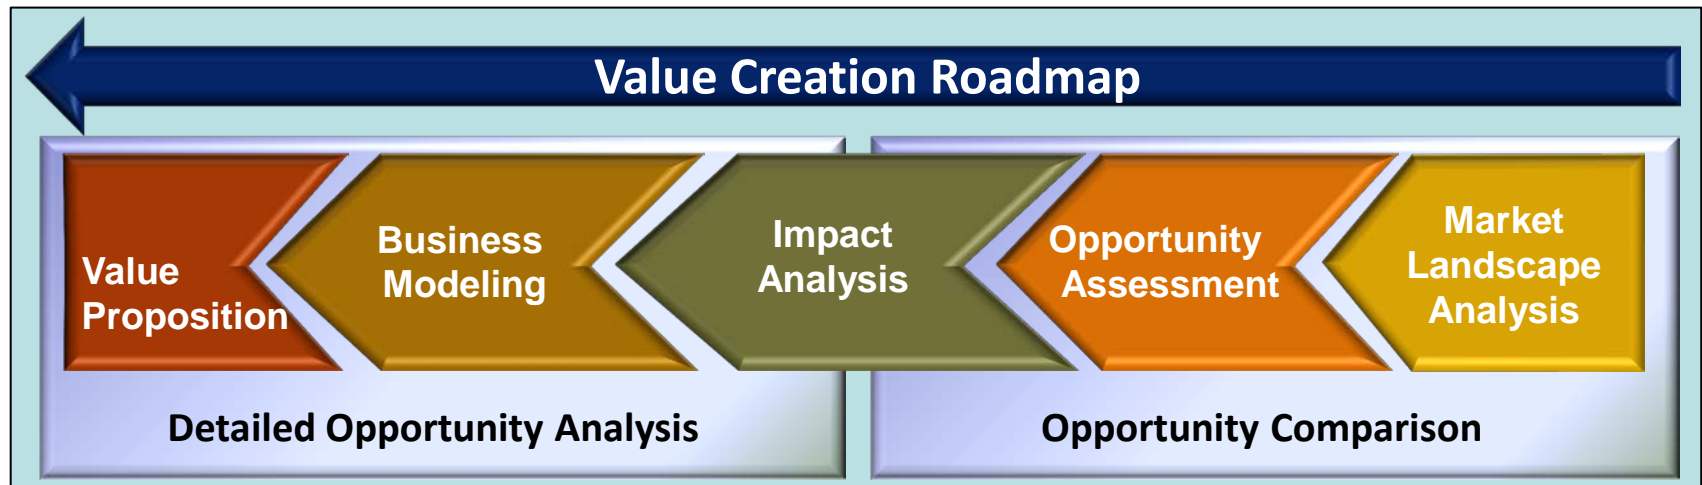 Value Creation Roadmap
Value
Proposition
Business
Modeling
Impact
Analysis
Opportunity
Assessment
Market
Landscape
Analysis
Detailed Opportunity Analysis
Opportunity Comparison